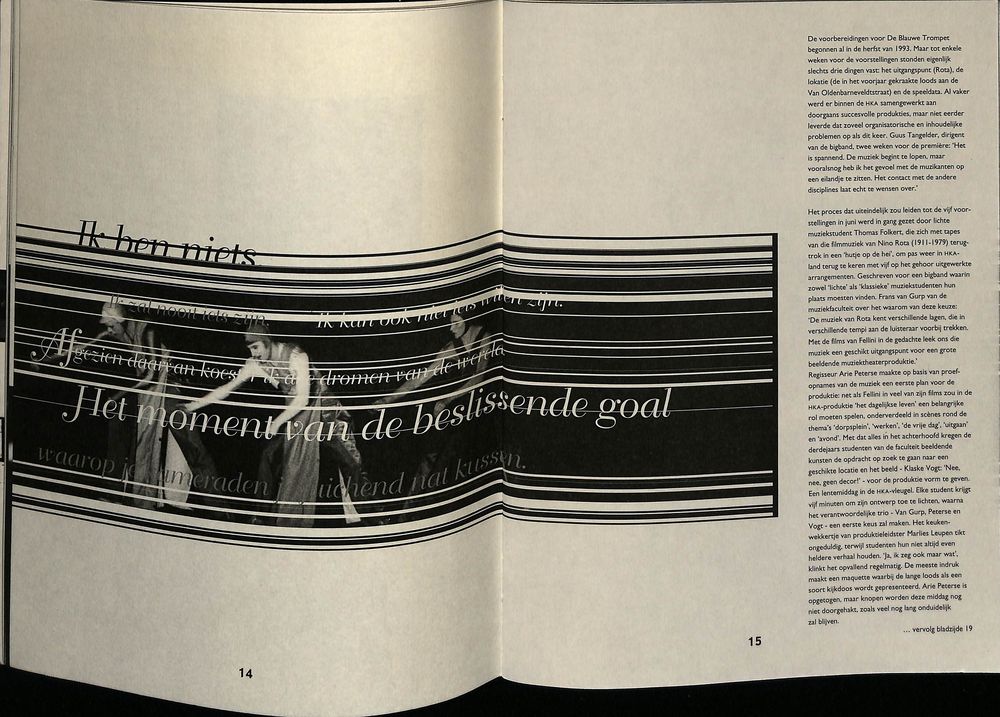 Ik ben niets
Ik zal nooit iets zijn.
Ik kan ook niet iets willen zijn.
Afgezien daarvan koester ik alle dromen van de wereld
Het moment van de beslissende goal
waarop je kameraden juichend nat kussen.
14
De voorbereidingen voor De Blauwe Trompet
begonnen al in de herfst van 1993. Maar tot enkele
weken voor de voorstellingen stonden eigenlijk
slechts drie dingen vast: het uitgangspunt (Rota), de
lokatie (de in het voorjaar gekraakte loods aan de
Van Oldenbarneveldtstraat) en de speeldata. Al vaker
werd er binnen de HKA samengewerkt aan
doorgaans succesvolle produkties, maar niet eerder
leverde dat zoveel organisatorische en inhoudelijke
problemen op als dit keer. Guus Tangelder, dirigent
van de bigband, twee weken voor de première: 'Het
is spannend. De muziek begint te lopen, maar
vooralsnog heb ik het gevoel met de muzikanten op
een eilandje te zitten. Het contact met de andere
disciplines laat echt te wensen over.'
Het proces dat uiteindelijk zou leiden tot de vijf voor-
stellingen in juni werd in gang gezet door lichte
muziekstudent Thomas Folkert, die zich met tapes
van die filmmuziek van Nino Rota (1911-1979) terug-
trok in een 'hutje op de hei', om pas weer in HKA-
land terug te keren met vijf op het gehoor uitgewerkte
arrangementen. Geschreven voor een bigband waarin
zowel 'lichte' als 'klassieke' muziekstudenten hun
plaats moesten vinden. Frans van Gurp van de
muziekfaculteit over het waarom van deze keuze:
'De muziek van Rota kent verschillende lagen, die in
verschillende tempi aan de luisteraar voorbij trekken.
Met de films van Fellini in de gedachte leek ons die
muziek een geschikt uitgangspunt voor een grote
beeldende muziektheaterproduktie.'
Regisseur Arie Peterse maakte op basis van proef-
opnames van de muziek een eerste plan voor de
produktie: net als Fellini in veel van zijn films zou in de
HKA-produktie 'het dagelijkse leven' een belangrijke
rol moeten spelen, onderverdeeld in scènes rond de
thema's 'dorpsplein', 'werken', 'de vrije dag', 'uitgaan'
en 'avond'. Met dat alles in het achterhoofd kregen de
derdejaars studenten van de faculteit beeldende
kunsten de opdracht op zoek te gaan naar een
geschikte locatie en het beeld - Klaske Vogt: 'Nee,
nee, geen decor!' - voor de produktie vorm te geven.
Een lentemiddag in de HKA-vleugel. Elke student krijgt
vijf minuten om zijn ontwerp toe te lichten, waarna
het verantwoordelijke trio - Van Gurp, Peterse en
Vogt - een eerste keus zal maken. Het keuken-
wekkertje van produktieleidster Marlies Leupen tikt
ongeduldig, terwijl studenten hun niet altijd even
heldere verhaal houden. 'Ja, ik zeg ook maar wat',
klinkt het opvallend regelmatig. De meeste indruk
maakt een maquette waarbij de lange loods als een
soort kijkdoos wordt gepresenteerd. Arie Peterse is
opgetogen, maar knopen worden deze middag nog
niet doorgehakt, zoals veel nog lang onduidelijk
zal blijven.
... vervolg bladzijde 19
15